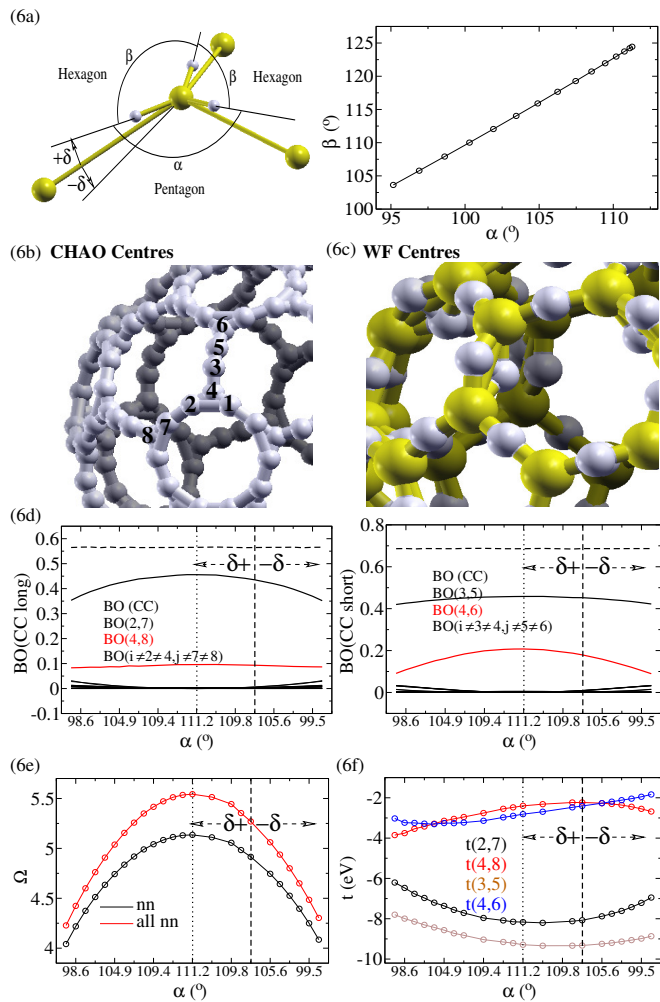 (6a)
Hexagon
β
β
Hexagon
+δ
−δ
α
Pentagon
β (º)
125
120
115
110
105
100
95
100
105
110
α (º)
(6b) CHAO Centres
6
5
3
4
2
1
7
8
(6c) WF Centres
(6d)
BO(CC long)
0.6
0.5
0.4
0.3
0.2
0.1
0
-0.1
δ+ −δ
BO (CC)
BO(2,7)
BO(4,8)
BO(i≠2≠4,j≠7≠8)
98.6 104.9 109.4 111.2 109.8 105.6 99.5
α (º)
BO(CC short)
0.8
0.6
0.4
0.2
0
δ+ −δ
BO (CC)
BO(3,5)
BO(4,6)
BO(i≠3≠4,j≠5≠6)
98.6 104.9 109.4 111.2 109.8 105.6 99.5
α (º)
(6e)
Ω
5.5
5
4.5
4
δ+ −δ
nn
all nn
98.6 104.9 109.4 111.2 109.8 105.6 99.5
α (º)
(6f)
t (eV)
-2
-4
-6
-8
-10
δ+ −δ
t(2,7)
t(4,8)
t(3,5)
t(4,6)
98.6 104.9 109.4 111.2 109.8 105.6 99.5
α (º)